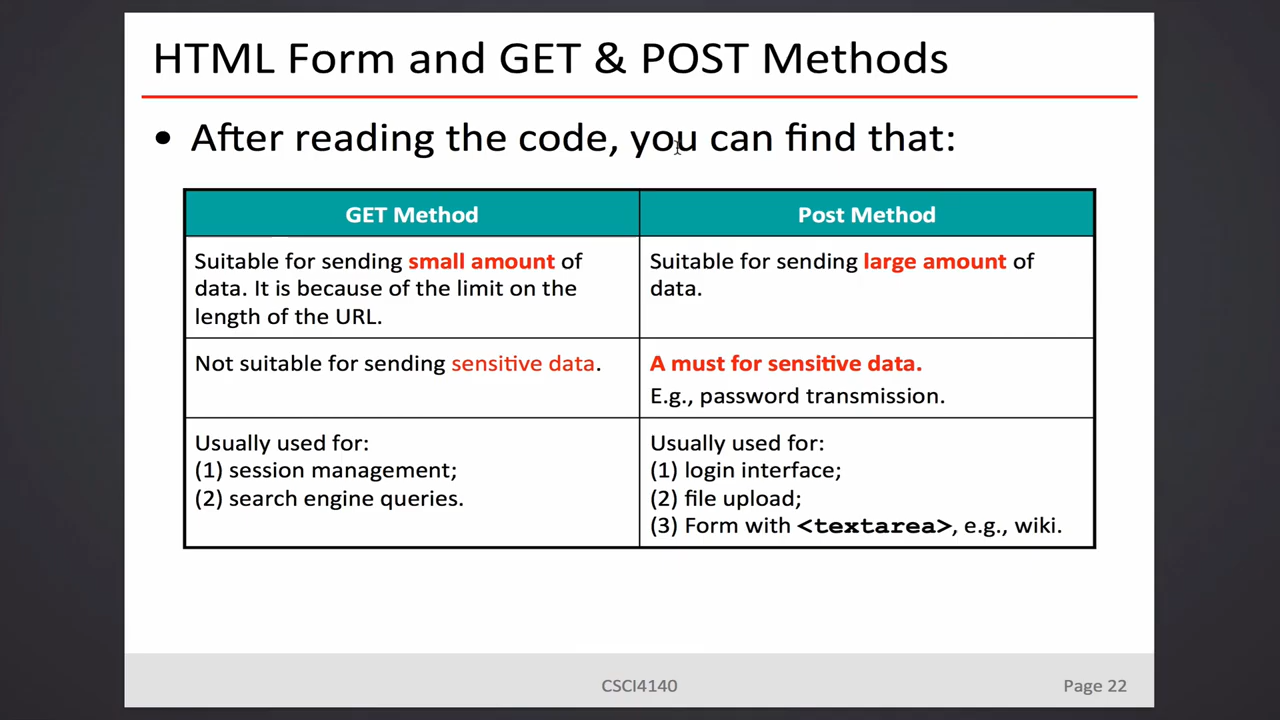 HTML Form and GET & POST Methods
• After reading the code, you can find that:
GET Method
Post Method
Suitable for sending small amount of
data. It is because of the limit on the
length of the URL.
Suitable for sending large amount of
data.
Not suitable for sending sensitive data.
A must for sensitive data.
E.g., password transmission.
Usually used for:
(1) session management;
(2) search engine queries.
Usually used for:
(1) login interface;
(2) file upload;
(3) Form with <textarea>, e.g., wiki.
CSCI4140
Page 22